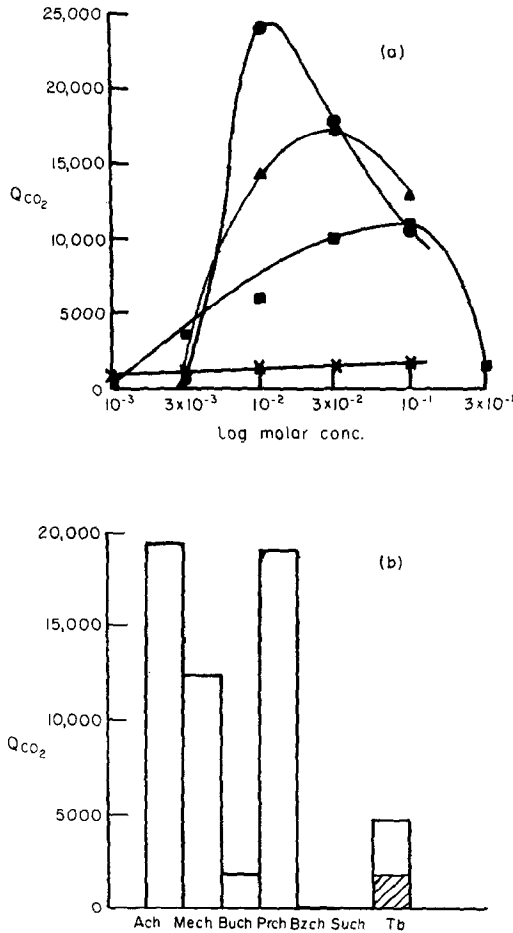 (a)
25,000
20,000
15,000
10,000
5000
0
QCO₂
10⁻³ 3x10⁻³ 10⁻² 3x10⁻² 10⁻¹ 3x10⁻¹
Log molar conc.
(b)
20,000
15,000
10,000
5000
0
QCO₂
Ach Mech Buch Prch Bzch Such Tb